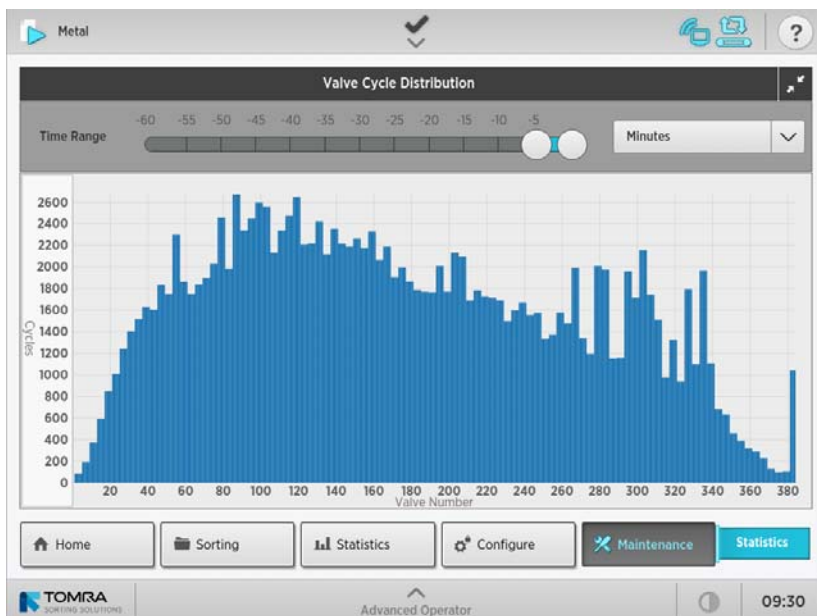 Metal
?
Valve Cycle Distribution
Time Range
-60 -55 -50 -45 -40 -35 -30 -25 -20 -15 -10 -5
Minutes
2600
2400
2200
2000
1800
1600
1400
1200
1000
800
600
400
200
0
Cycles
20 40 60 80 100 120 140 160 180 200 220 240 260 280 300 320 340 360 380
Valve Number
Home Sorting Statistics Configure Maintenance Statistics
TOMRA
SORTING SOLUTIONS
Advanced Operator
09:30